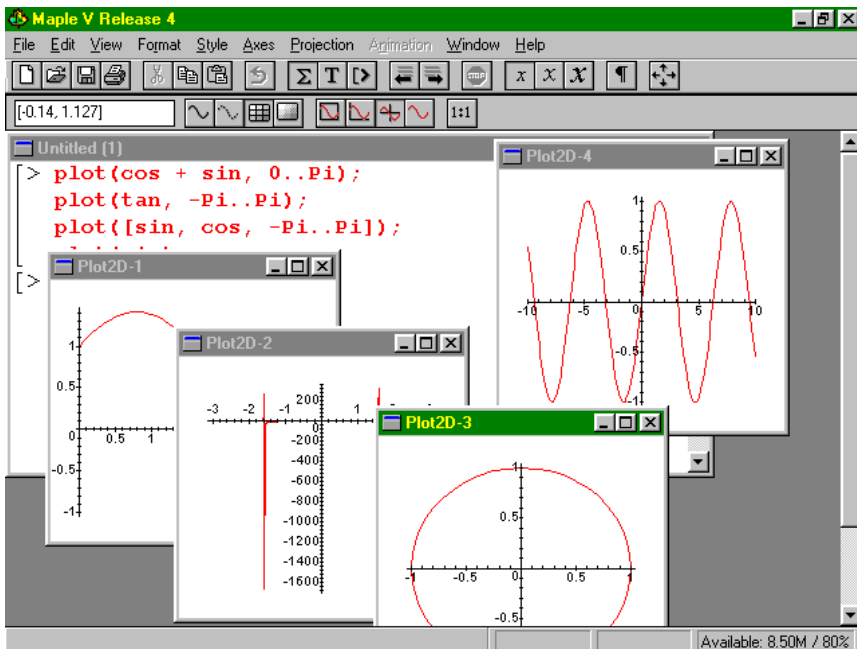 Maple V Release 4
File Edit View Format Style Axes Projection Animation Window Help
Σ T [> STOP x x x ¶
[-0.14, 1.127] 1:1
Untitled (1)
[> plot(cos + sin, 0..Pi);
plot(tan, -Pi..Pi);
plot([sin, cos, -Pi..Pi]);
[>
Plot2D-4
1
0.5
-10 -5 0 5 10
-0.5
-1
Plot2D-1
1
0.5
0 0.5 1
-0.5
-1
Plot2D-2
200
-3 -2 -1 0
-200
-400
-600
-800
-1000
-1200
-1400
-1600
Plot2D-3
1
0.5
-1 -0.5 0 0.5 1
-0.5
Available: 8.50M / 80%